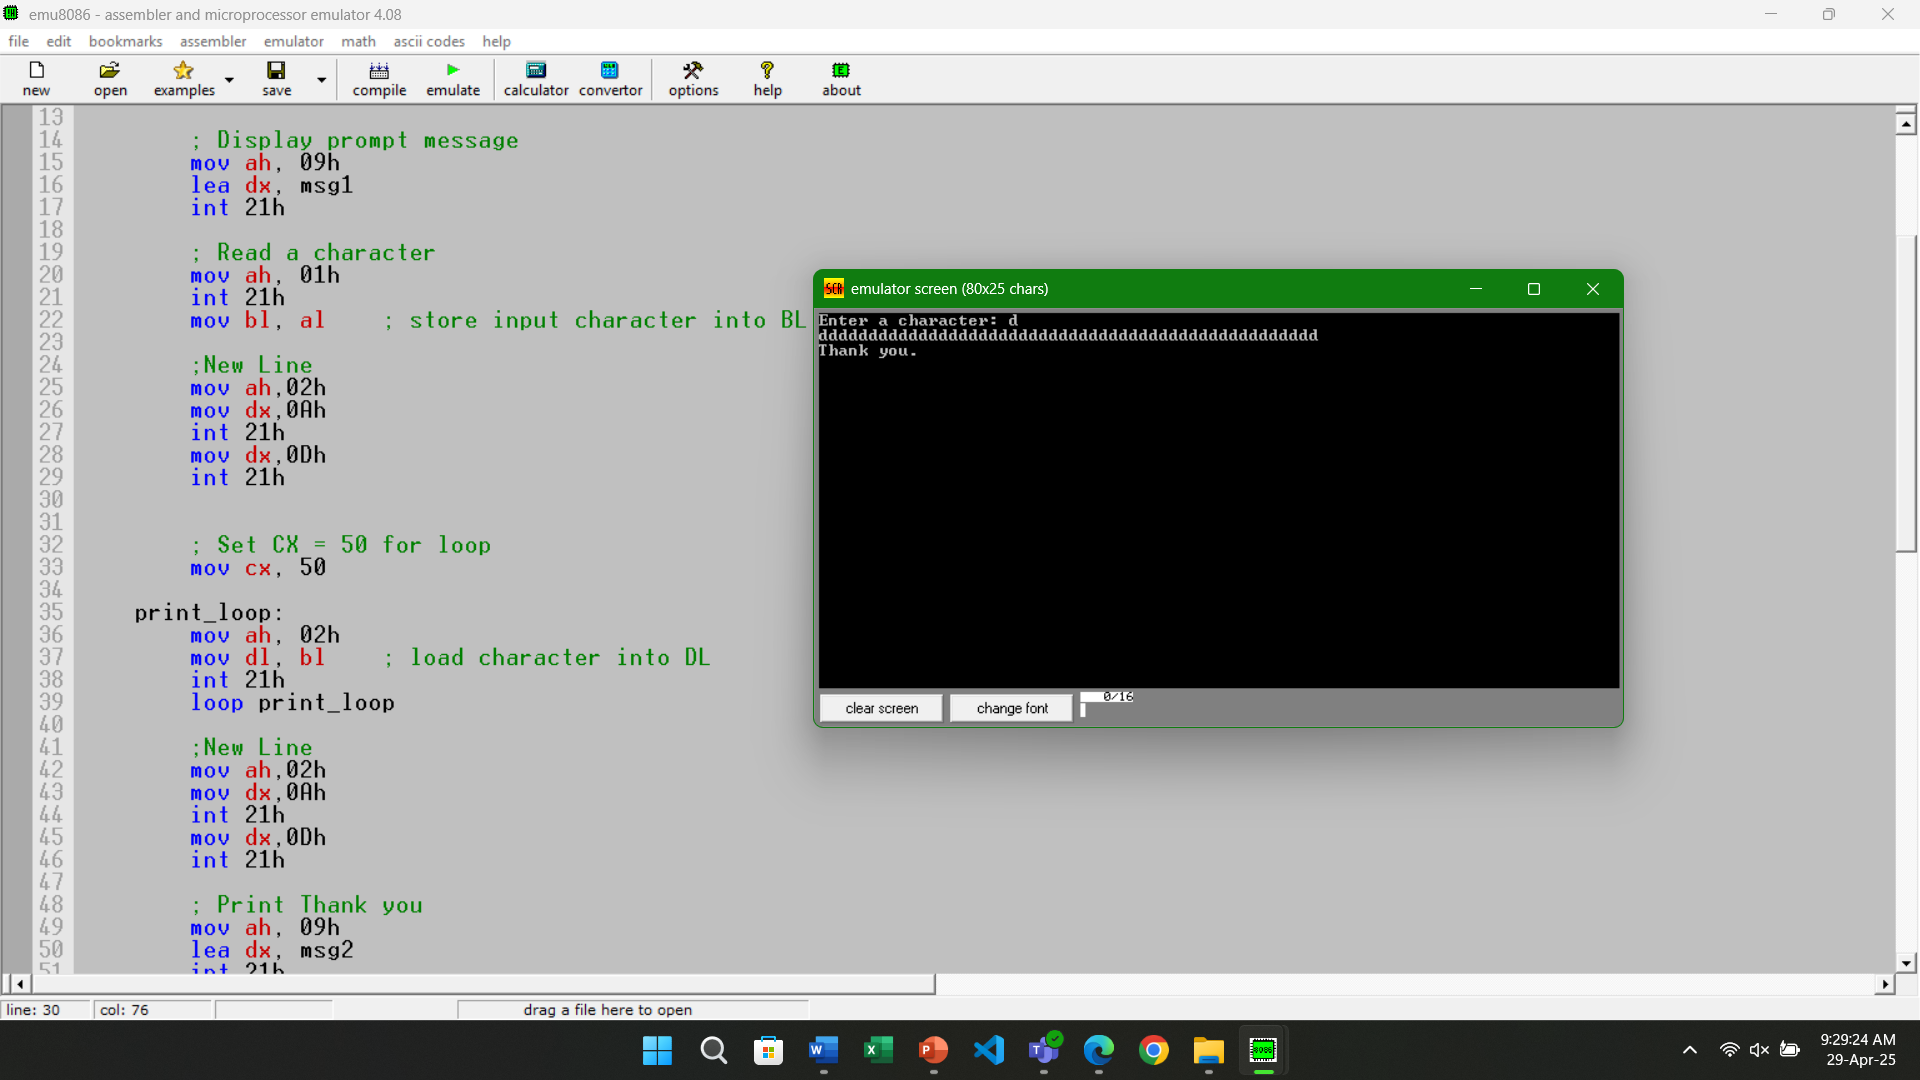 emu8086 - assembler and microprocessor emulator 4.08
file edit bookmarks assembler emulator math ascii codes help
new open examples save compile emulate calculator convertor options help about
13
14 ; Display prompt message
15 mov ah, 09h
16 lea dx, msg1
17 int 21h
18
19 ; Read a character
20 mov ah, 01h
21 int 21h
22 mov bl, al ; store input character into BL
23
24 ;New Line
25 mov ah,02h
26 mov dx,0Ah
27 int 21h
28 mov dx,0Dh
29 int 21h
30
31
32 ; Set CX = 50 for loop
33 mov cx, 50
34
35 print_loop:
36 mov ah, 02h
37 mov dl, bl ; load character into DL
38 int 21h
39 loop print_loop
40
41 ;New Line
42 mov ah,02h
43 mov dx,0Ah
44 int 21h
45 mov dx,0Dh
46 int 21h
47
48 ; Print Thank you
49 mov ah, 09h
50 lea dx, msg2
51 int 21h
SCR emulator screen (80x25 chars)
Enter a character: d
dddddddddddddddddddddddddddddddddddddddddddddddddd
Thank you.
clear screen change font 0/16
line: 30 col: 76 drag a file here to open
9:29:24 AM
29-Apr-25